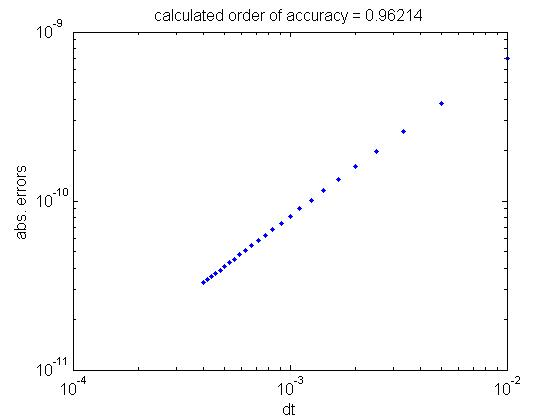 calculated order of accuracy = 0.96214
10^-9
10^-10
10^-11
abs. errors
10^-4
10^-3
10^-2
dt